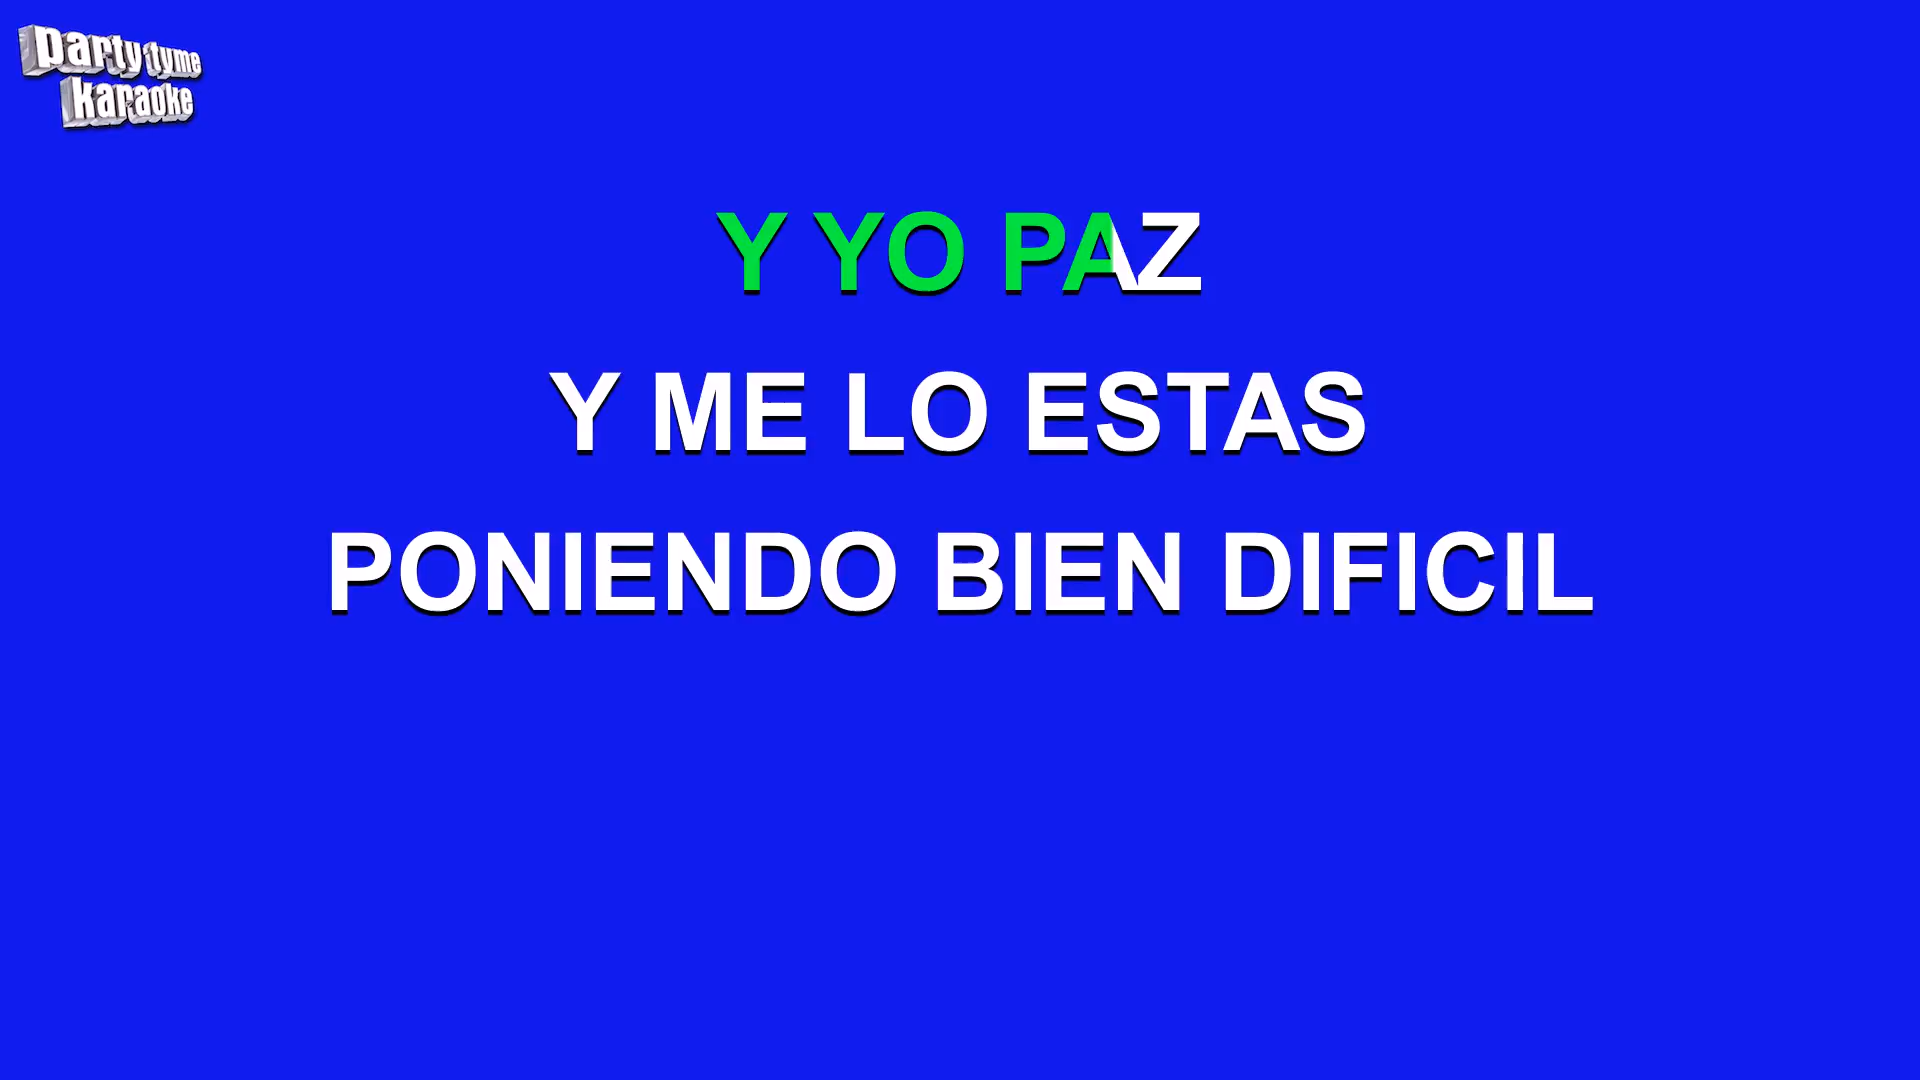 party tyme
karaoke
Y YO PAZ
Y ME LO ESTAS
PONIENDO BIEN DIFICIL